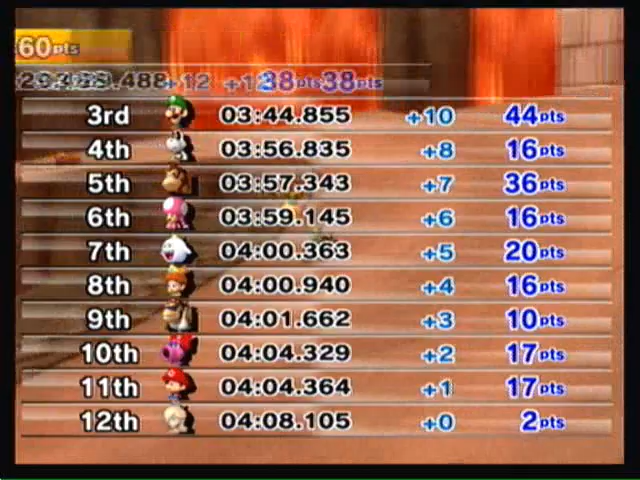 60pts
+12 38pts
3rd 03:44.855 +10 44pts
4th 03:56.835 +8 16pts
5th 03:57.343 +7 36pts
6th 03:59.145 +6 16pts
7th 04:00.363 +5 20pts
8th 04:00.940 +4 16pts
9th 04:01.662 +3 10pts
10th 04:04.329 +2 17pts
11th 04:04.364 +1 17pts
12th 04:08.105 +0 2pts